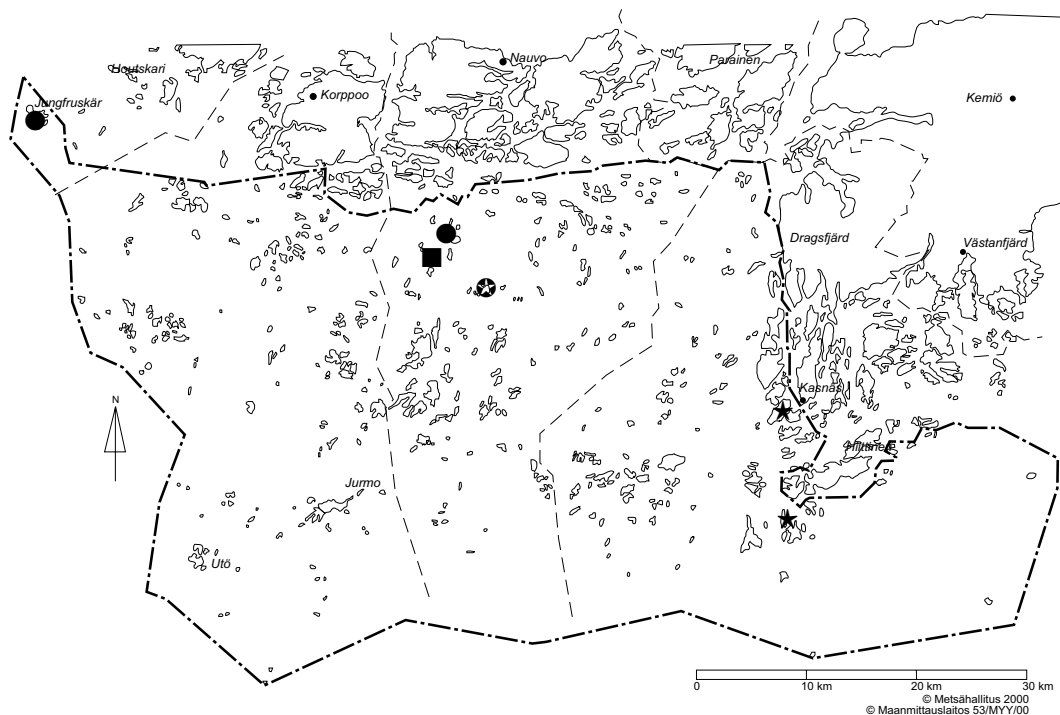 Nauvo
Parainen
Houtskari
Korppoo
Kemiö
Jungfruskär
Dragsfjärd
Västanfjärd
Kasnäs
N
Hiittinen
Jurmo
Utö
0 10 km 20 km 30 km
© Metsähallitus 2000
© Maanmittauslaitos 53/MYY/00